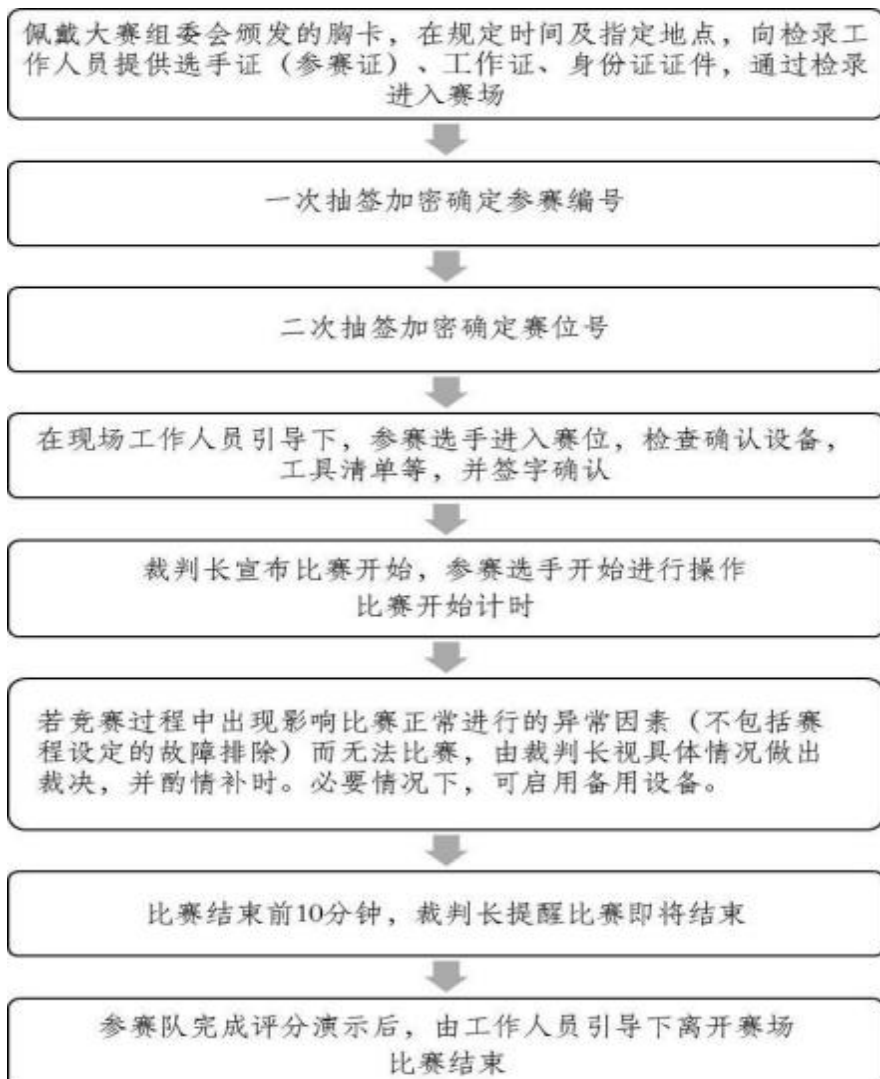 佩戴大赛组委会颁发的胸卡，在规定时间及指定地点，向检录工
作人员提供选手证（参赛证）、工作证、身份证证件，通过检录
进入赛场
一次抽签加密确定参赛编号
二次抽签加密确定赛位号
在现场工作人员引导下，参赛选手进入赛位，检查确认设备，
工具清单等，并签字确认
裁判长宣布比赛开始，参赛选手开始进行操作
比赛开始计时
若竞赛过程中出现影响比赛正常进行的异常因素（不包括赛
程设定的故障排除）而无法比赛，由裁判长视具体情况做出
裁决，并酌情补时。必要情况下，可启用备用设备。
比赛结束前10分钟，裁判长提醒比赛即将结束
参赛队完成评分演示后，由工作人员引导下离开赛场
比赛结束